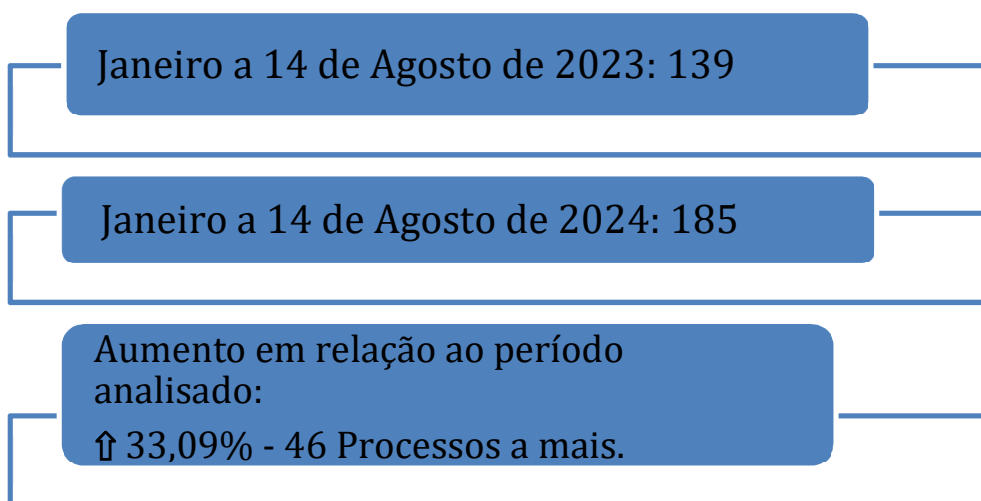 Janeiro a 14 de Agosto de 2023: 139
Janeiro a 14 de Agosto de 2024: 185
Aumento em relação ao período
analisado:
⇧ 33,09% - 46 Processos a mais.